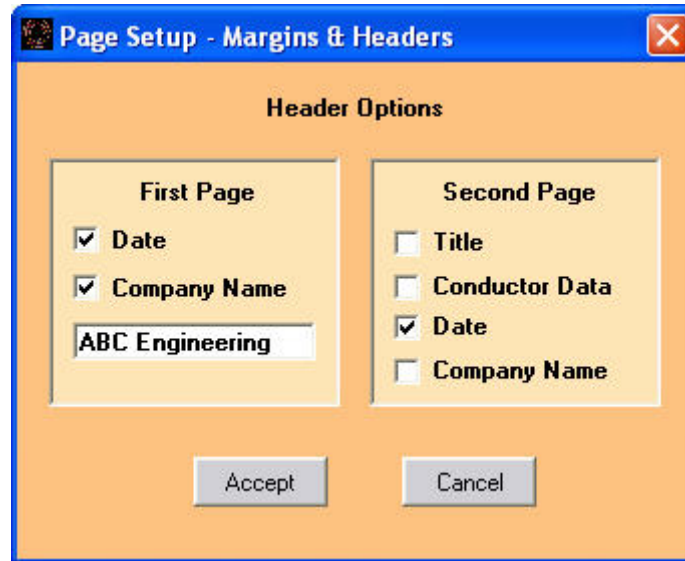 Page Setup - Margins & Headers
Header Options
First Page
Date
Company Name
ABC Engineering
Second Page
Title
Conductor Data
Date
Company Name
Accept
Cancel